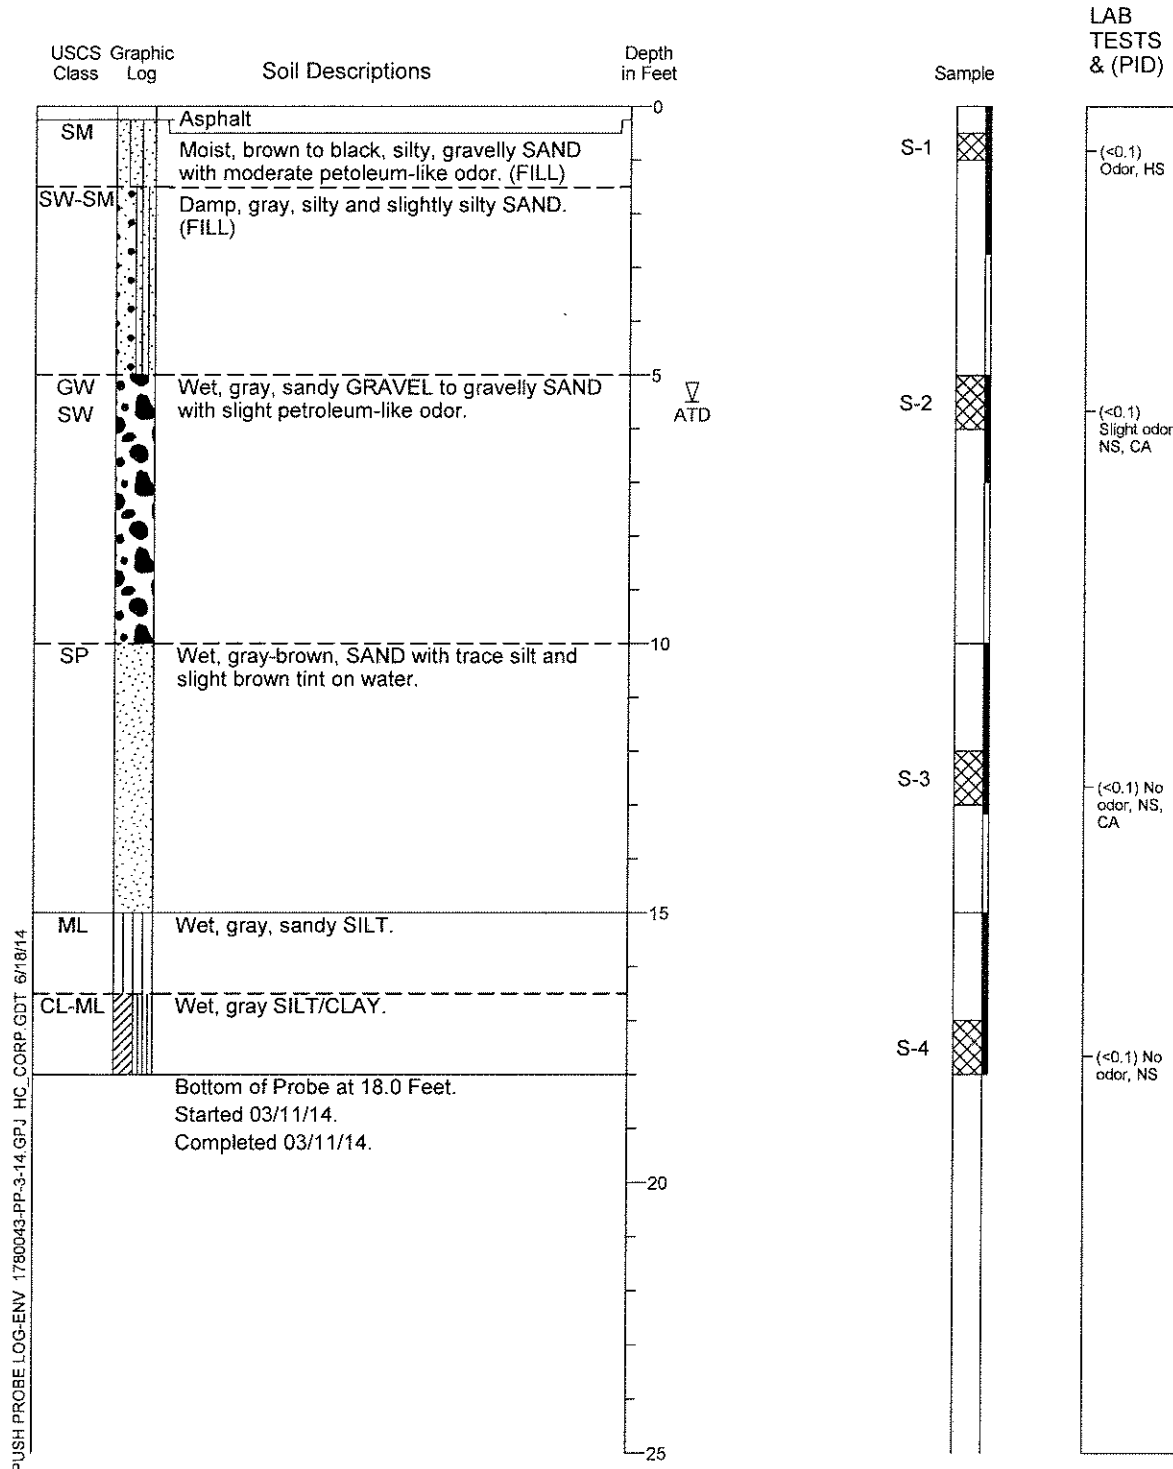 LAB
TESTS
& (PID)
USCS Graphic
Class Log
Soil Descriptions
Depth
in Feet
Sample
0
Asphalt
SM
Moist, brown to black, silty, gravelly SAND
with moderate petoleum-like odor. (FILL)
S-1
(<0.1)
Odor, HS
SW-SM
Damp, gray, silty and slightly silty SAND.
(FILL)
5
GW
SW
Wet, gray, sandy GRAVEL to gravelly SAND
with slight petroleum-like odor.
ATD
S-2
(<0.1)
Slight odor
NS, CA
10
SP
Wet, gray-brown, SAND with trace silt and
slight brown tint on water.
S-3
(<0.1) No
odor, NS,
CA
15
ML
Wet, gray, sandy SILT.
CL-ML
Wet, gray SILT/CLAY.
S-4
(<0.1) No
odor, NS
Bottom of Probe at 18.0 Feet.
Started 03/11/14.
Completed 03/11/14.
20
25
PUSH PROBE LOG-ENV 1780043-PP-3-14.GPJ HC_CORP.GDT 6/18/14